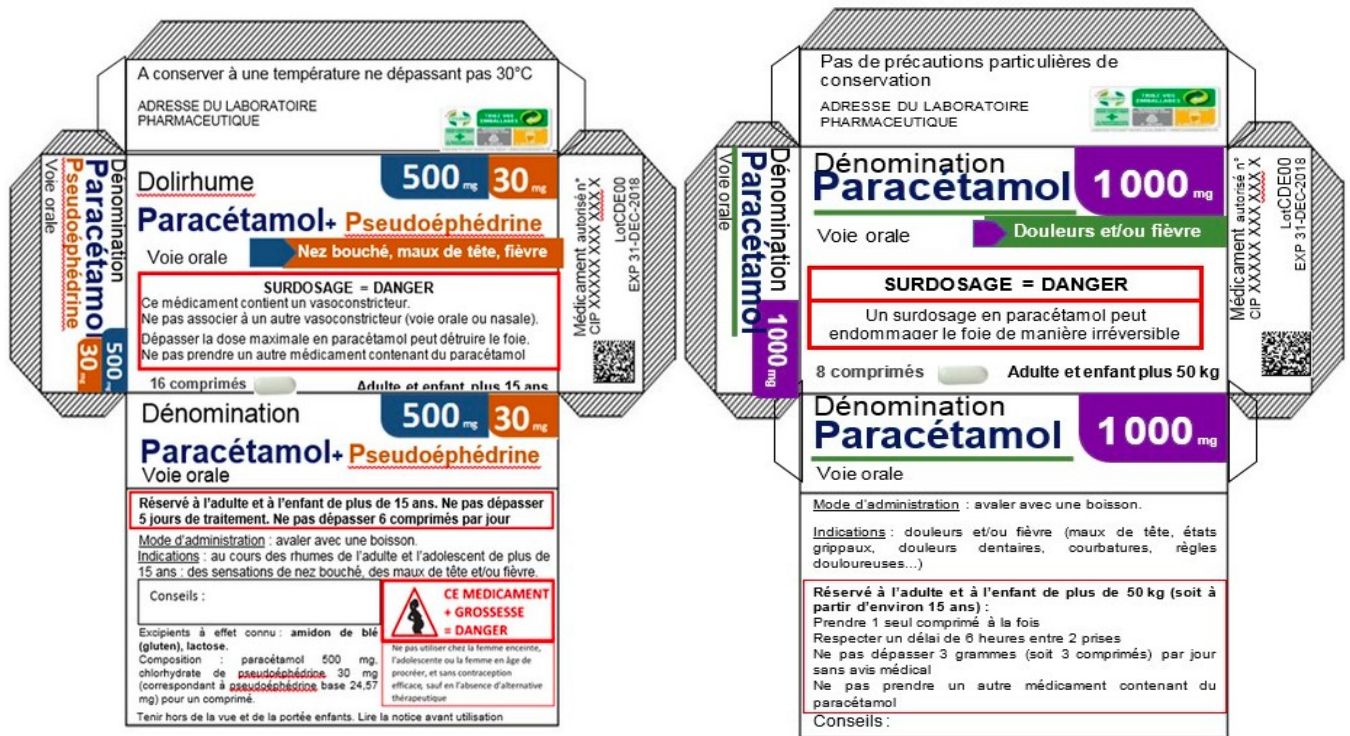 A conserver à une température ne dépassant pas 30°C
ADRESSE DU LABORATOIRE
PHARMACEUTIQUE
TRIEZ VOS
EMBALLAGES
Dénomination
Paracétamol
Pseudoéphédrine
Voie orale
500 mg
30 mg
Dolirhume
500 mg 30 mg
Paracétamol+ Pseudoéphédrine
Voie orale
Nez bouché, maux de tête, fièvre
SURDOSAGE = DANGER
Ce médicament contient un vasoconstricteur.
Ne pas associer à un autre vasoconstricteur (voie orale ou nasale).
Dépasser la dose maximale en paracétamol peut détruire le foie.
Ne pas prendre un autre médicament contenant du paracétamol
16 comprimés
Adulte et enfant plus 15 ans
Médicament autorisé n°
CIP XXXXX XXX XXX X
LotCDE00
EXP 31-DEC-2018
Dénomination
500 mg 30 mg
Paracétamol+ Pseudoéphédrine
Voie orale
Réservé à l'adulte et à l'enfant de plus de 15 ans. Ne pas dépasser
5 jours de traitement. Ne pas dépasser 6 comprimés par jour
Mode d'administration : avaler avec une boisson.
Indications : au cours des rhumes de l'adulte et l'adolescent de plus de
15 ans : des sensations de nez bouché, des maux de tête et/ou fièvre.
Conseils :
CE MEDICAMENT
+ GROSSESSE
= DANGER
Excipients à effet connu : amidon de blé
(gluten), lactose.
Composition : paracétamol 500 mg,
chlorhydrate de pseudoéphédrine 30 mg
(correspondant à pseudoéphédrine base 24,57
mg) pour un comprimé.
Ne pas utiliser chez la femme enceinte,
l'adolescente ou la femme en âge de
procréer, et sans contraception
efficace, sauf en l'absence d'alternative
thérapeutique
Tenir hors de la vue et de la portée enfants. Lire la notice avant utilisation
Pas de précautions particulières de
conservation
ADRESSE DU LABORATOIRE
PHARMACEUTIQUE
TRIEZ VOS
EMBALLAGES
Dénomination
Paracétamol
Voie orale
1000 mg
Dénomination
Paracétamol
1 000 mg
Voie orale
Douleurs et/ou fièvre
SURDOSAGE = DANGER
Un surdosage en paracétamol peut
endommager le foie de manière irréversible
8 comprimés
Adulte et enfant plus 50 kg
Médicament autorisé n°
CIP XXXXX XXX XXX X
LotCDE00
EXP 31-DEC-2018
Dénomination
Paracétamol
1 000 mg
Voie orale
Mode d'administration : avaler avec une boisson.
Indications : douleurs et/ou fièvre (maux de tête, états
grippaux, douleurs dentaires, courbatures, règles
douloureuses...)
Réservé à l'adulte et à l'enfant de plus de 50 kg (soit à
partir d'environ 15 ans) :
Prendre 1 seul comprimé à la fois
Respecter un délai de 6 heures entre 2 prises
Ne pas dépasser 3 grammes (soit 3 comprimés) par jour
sans avis médical
Ne pas prendre un autre médicament contenant du
paracétamol
Conseils :